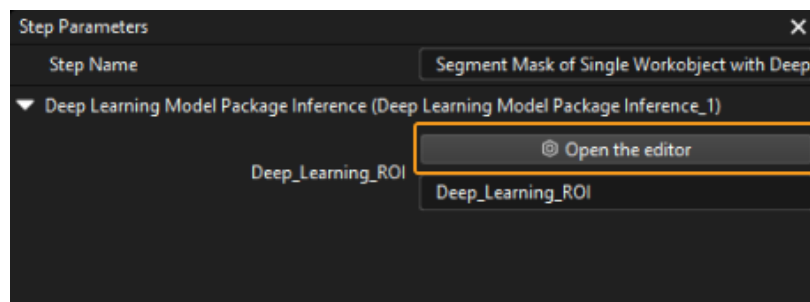 Step Parameters
Step Name
Segment Mask of Single Workobject with Deep
Deep Learning Model Package Inference (Deep Learning Model Package Inference_1)
Open the editor
Deep_Learning_ROI
Deep_Learning_ROI